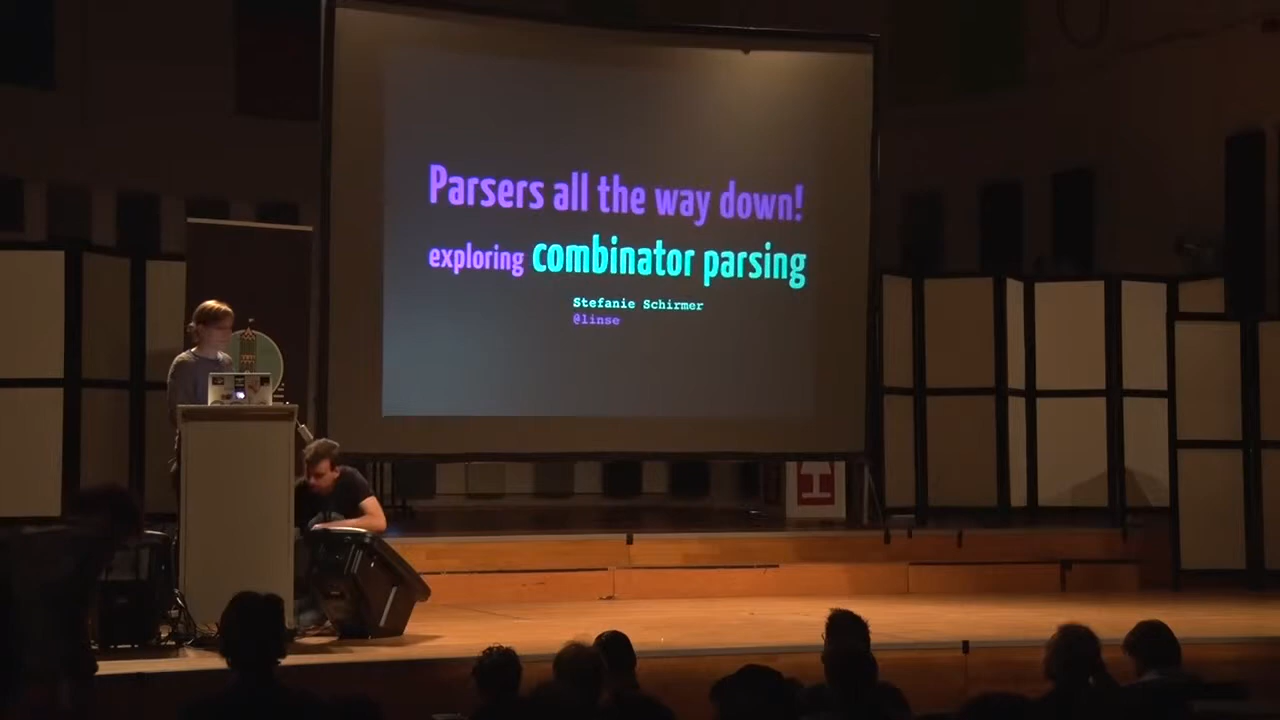 Parsers all the way down!
exploring combinator parsing
Stefanie Schirmer
@linse